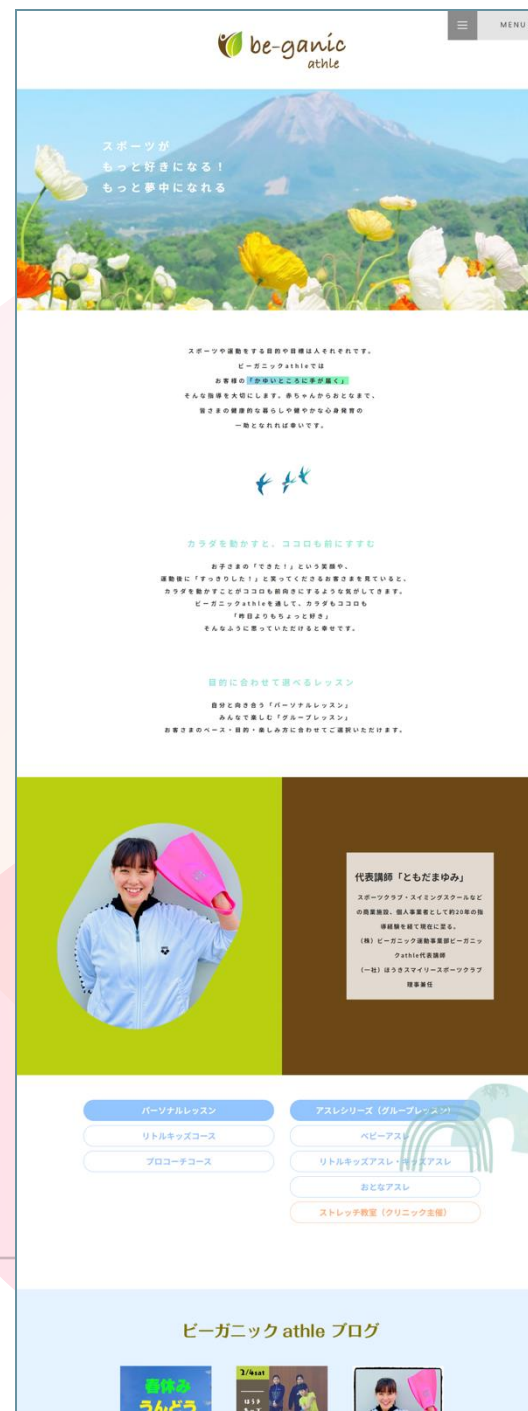 be-ganic
athle
MENU
スポーツが
もっと好きになる！
もっと夢中になれる
スポーツや運動をする目的や目標は人それぞれです。
ビーガニックathleでは
お客様の「かゆいところに手が届く」
そんな指導を大切にします。赤ちゃんからおとなまで、
皆さまの健康的な暮らしや健やかな心身発育の
一助となれれば幸いです。
カラダを動かすと、ココロも前にすすむ
お子さまの「できた！」という笑顔や、
運動後に「すっきりした！」と笑ってくださるお客さまを見ていると、
カラダを動かすことがココロも前向きにするような気がしてきます。
ビーガニックathleを通して、カラダもココロも
「昨日よりもちょっと好き」
そんなふうに思っていただけると幸せです。
目的に合わせて選べるレッスン
自分と向き合う「パーソナルレッスン」
みんなで楽しむ「グループレッスン」
お客さまのペース・目的・楽しみ方に合わせてご選択いただけます。
代表講師「ともだまゆみ」
スポーツクラブ・スイミングスクールなど
の商業施設、個人事業者として約20年の指
導経験を経て現在に至る。
（株）ビーガニック運動事業部ビーガニッ
クathle代表講師
（一社）ほうきスマイリースポーツクラブ
理事兼任
パーソナルレッスン
リトルキッズコース
プロコーチコース
アスレシリーズ（グループレッスン）
ベビーアスレ
リトルキッズアスレ・キッズアスレ
おとなアスレ
ストレッチ教室（クリニック主催）
ビーガニック athle ブログ
春休み
うんどう
2/4sat
ほうき
キッズ